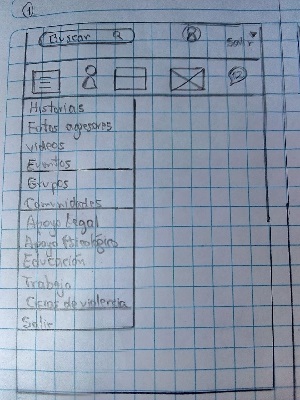 1
Buscar
Salir
Historias
Fotos agresores
videos
Eventos
Grupos
Comunidades
Apoyo Legal
Apoyo Psicológico
Educación
Trabajo
Ciclos de violencia
Salir